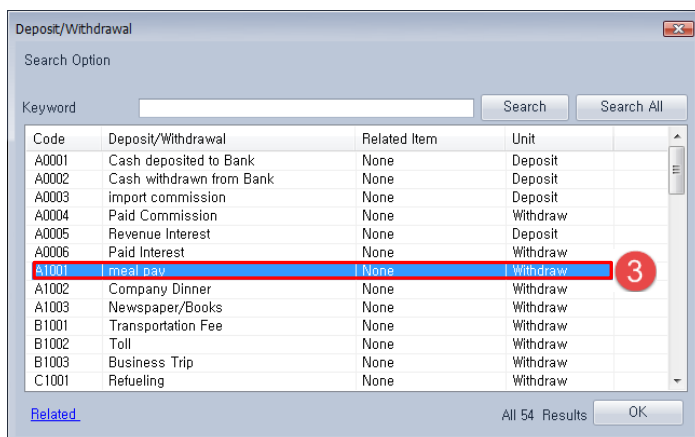 Deposit/Withdrawal
Search Option
Keyword Search Search All
Code Deposit/Withdrawal Related Item Unit
A0001 Cash deposited to Bank None Deposit
A0002 Cash withdrawn from Bank None Deposit
A0003 import commission None Deposit
A0004 Paid Commission None Withdraw
A0005 Revenue Interest None Deposit
A0006 Paid Interest None Withdraw
A1001 meal pay None Withdraw 3
A1002 Company Dinner None Withdraw
A1003 Newspaper/Books None Withdraw
B1001 Transportation Fee None Withdraw
B1002 Toll None Withdraw
B1003 Business Trip None Withdraw
C1001 Refueling None Withdraw
Related All 54 Results OK